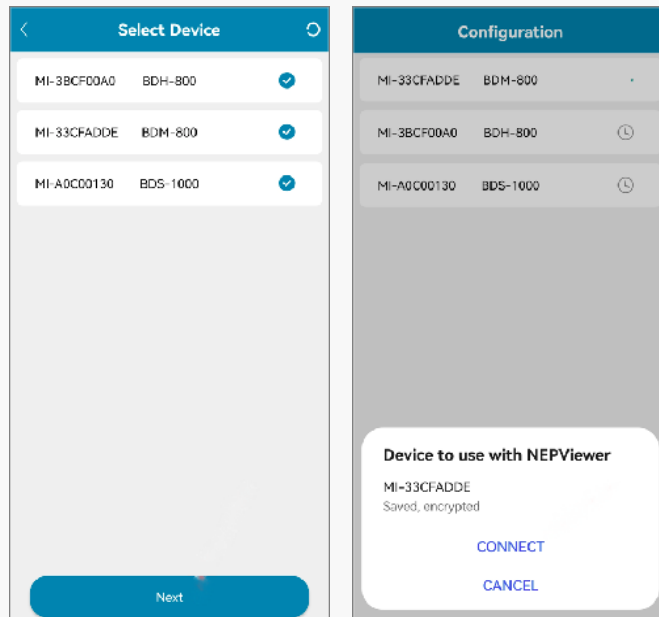 Select Device
MI-3BCF00A0 BDH-800
MI-33CFADDE BDM-800
MI-A0C00130 BDS-1000
Next
Configuration
MI-33CFADDE BDM-800
MI-3BCF00A0 BDH-800
MI-A0C00130 BDS-1000
Device to use with NEPViewer
MI-33CFADDE
Saved, encrypted
CONNECT
CANCEL